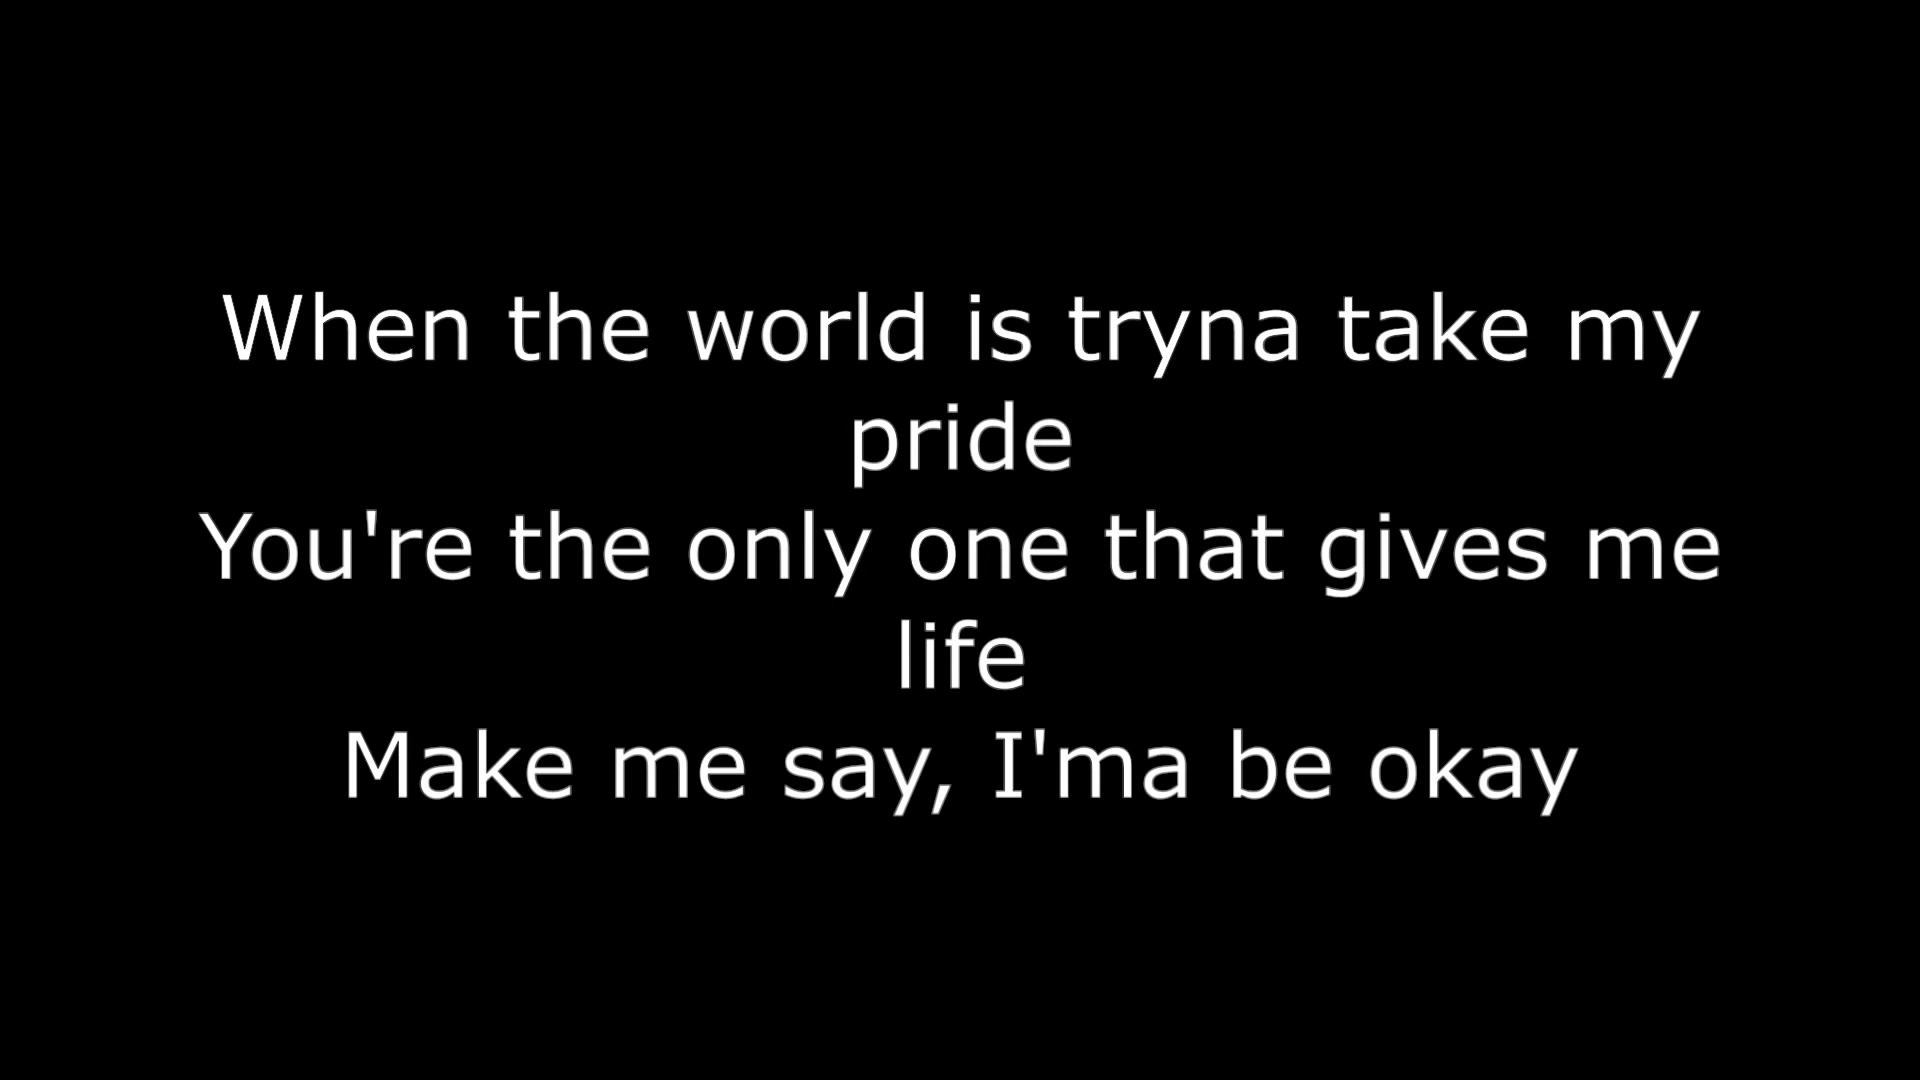 When the world is tryna take my
pride
You're the only one that gives me
life
Make me say, I'ma be okay